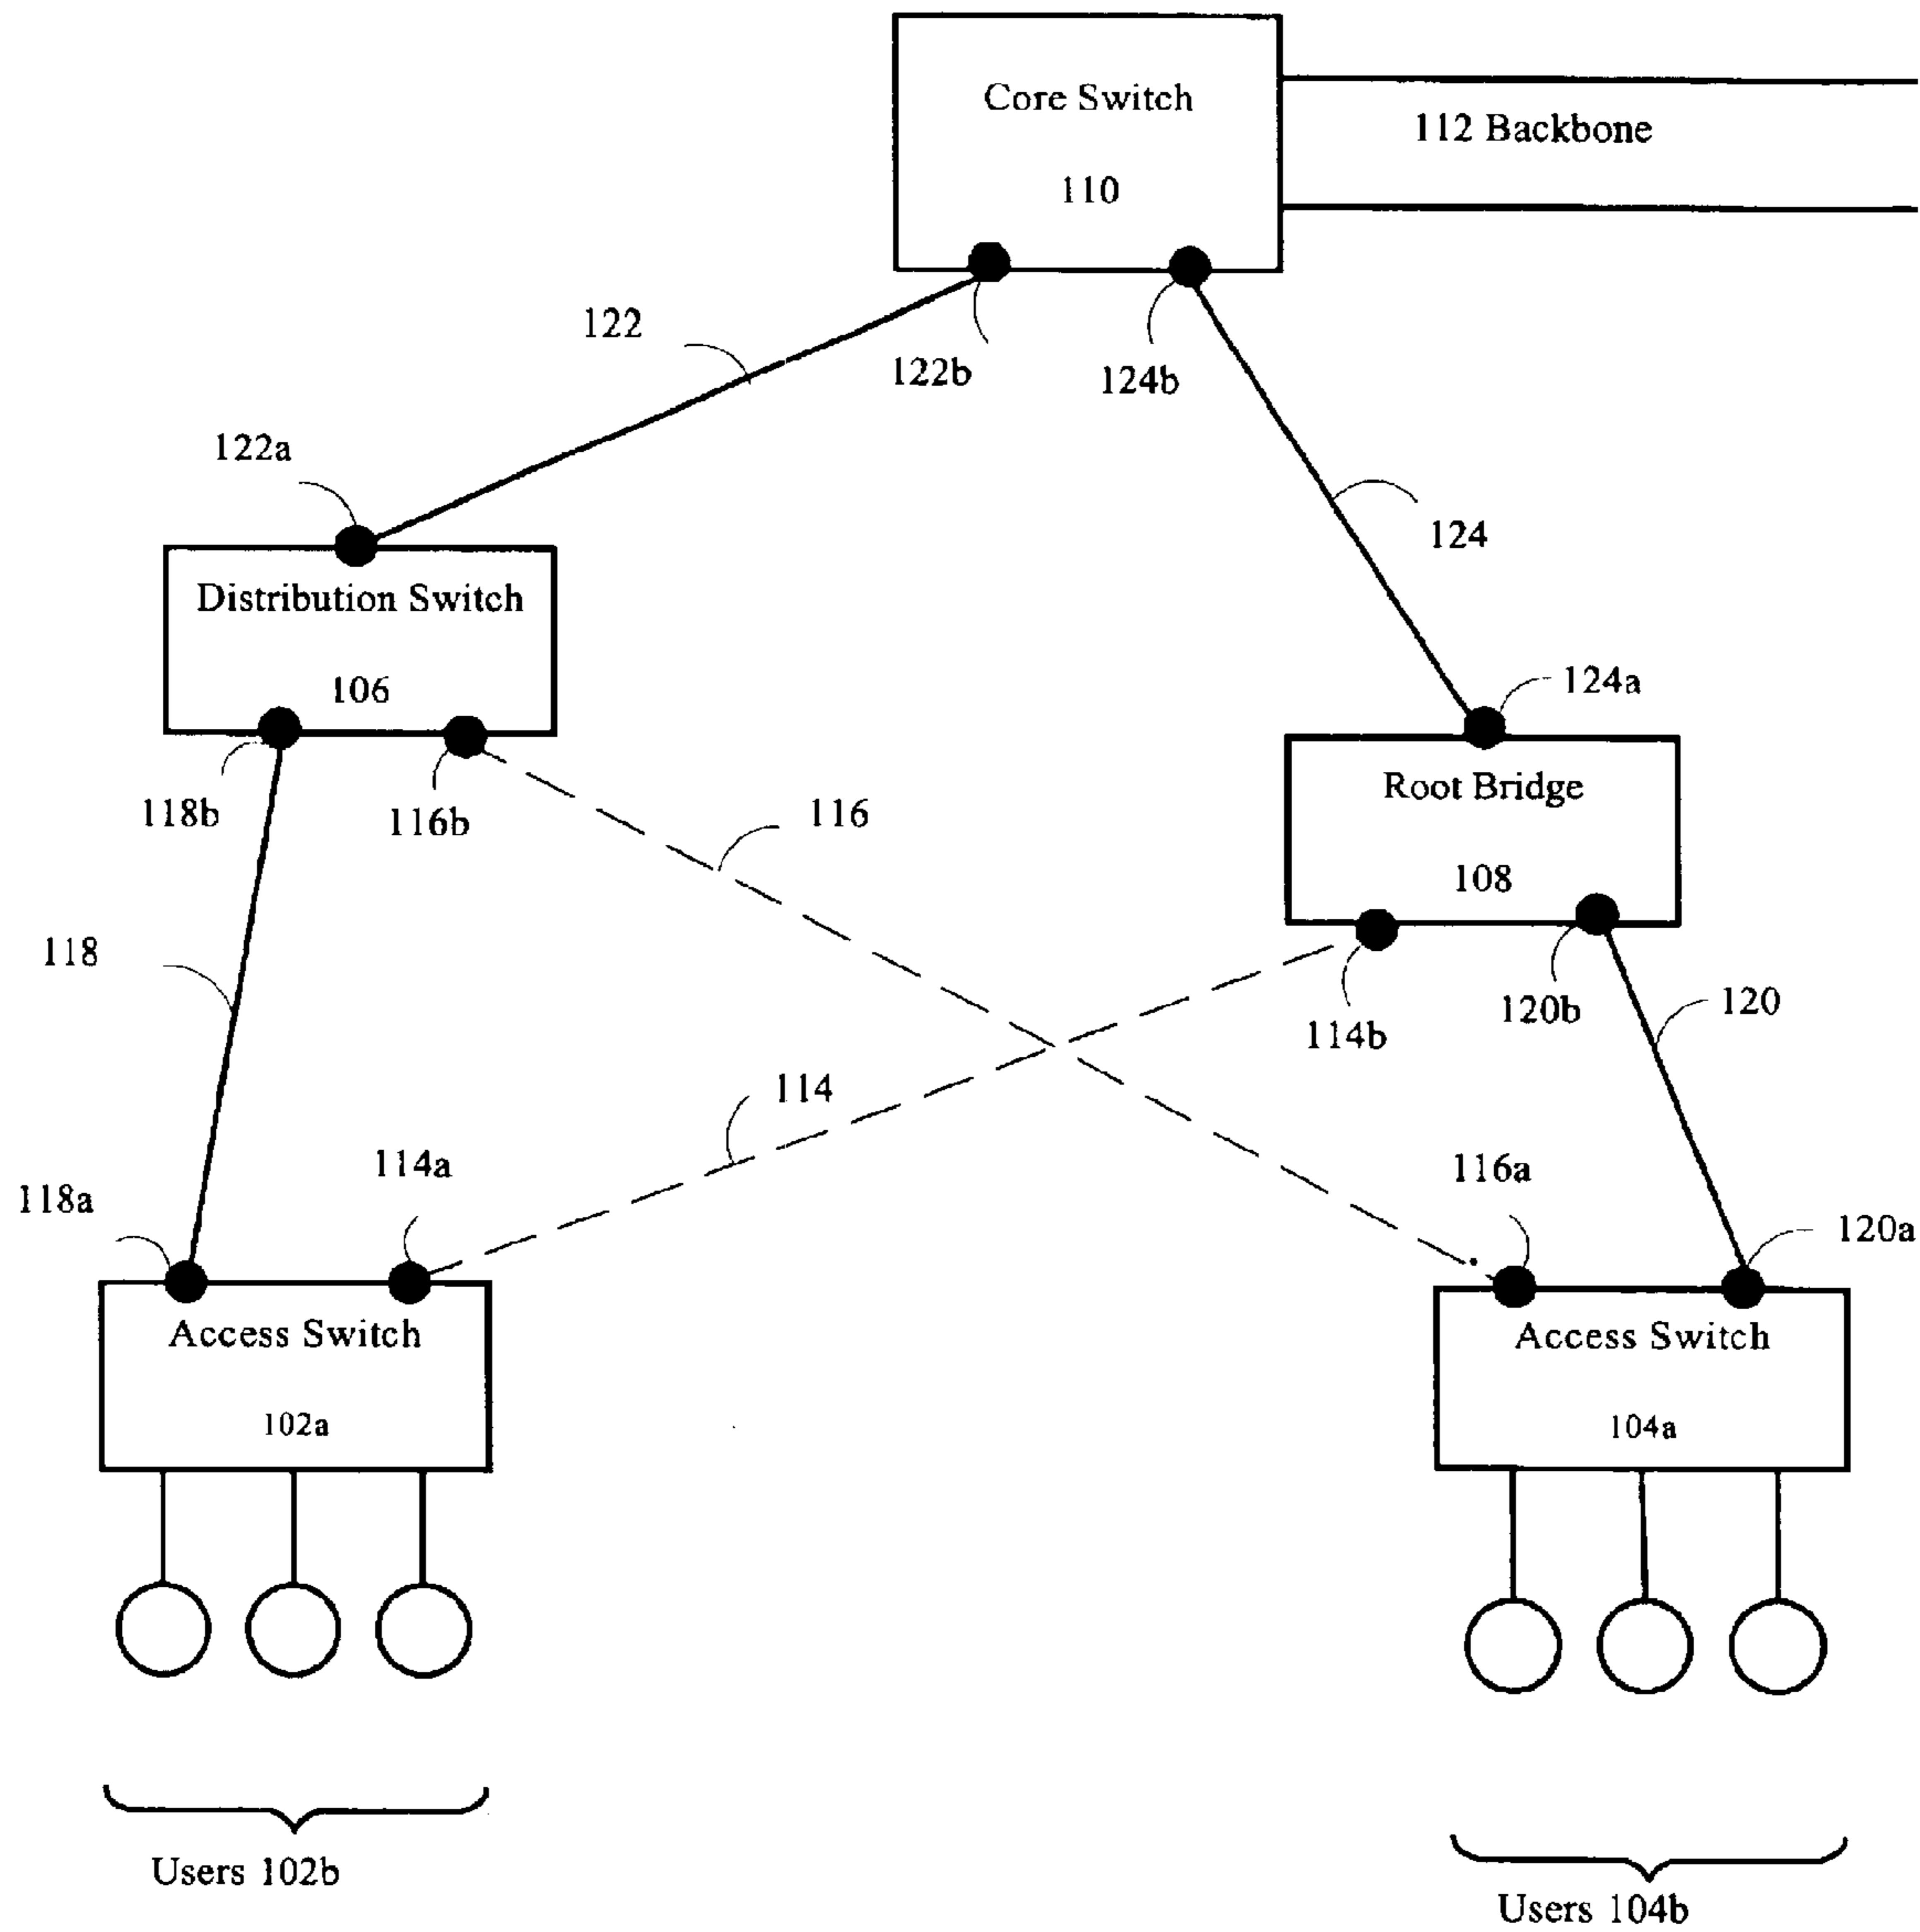 Core Switch
112 Backbone
110
122
122b
124b
122a
124
Distribution Switch
106
124a
Root Bridge
118b
116b
116
108
118
120b
120
114b
114
114a
116a
118a
120a
Access Switch
Access Switch
102a
104a
Users 102b
Users 104b